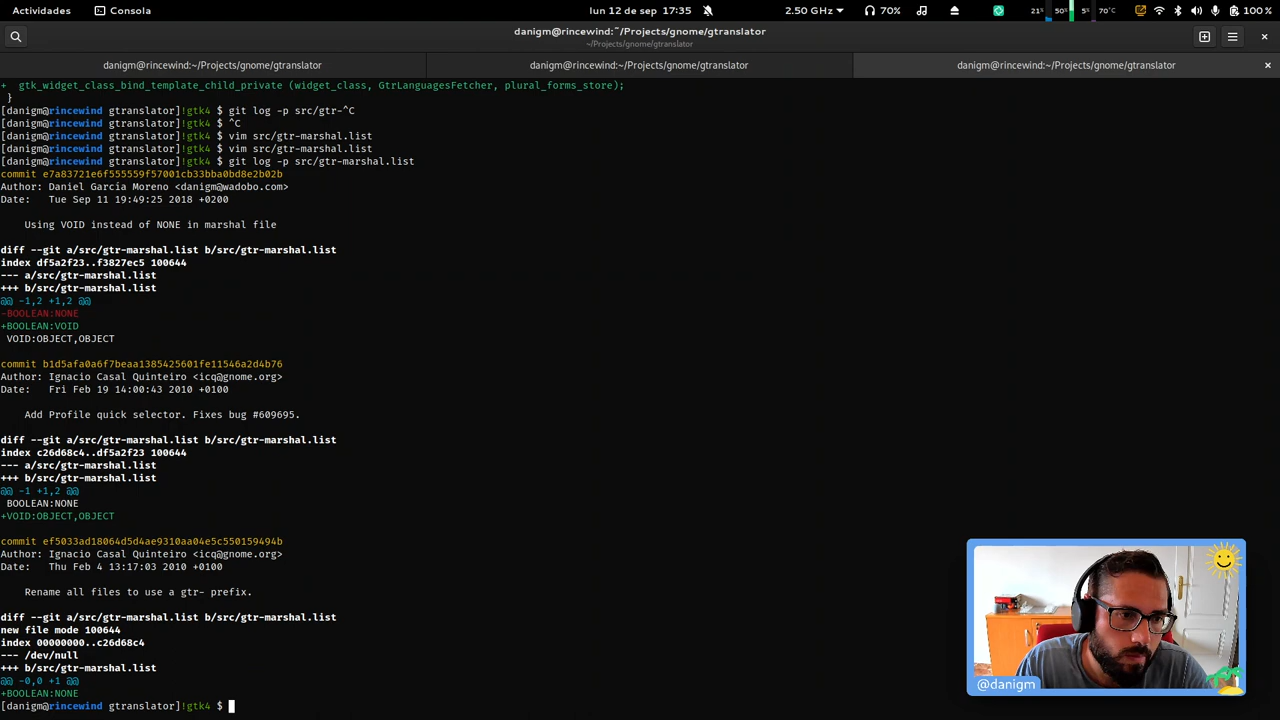 Actividades
Consola
lun 12 de sep 17:35
2.50 GHz
70%
21%
50%
5%
70°C
100 %
danigm@rincewind:~/Projects/gnome/gtranslator
~/Projects/gnome/gtranslator
danigm@rincewind:~/Projects/gnome/gtranslator
danigm@rincewind:~/Projects/gnome/gtranslator
danigm@rincewind:~/Projects/gnome/gtranslator
+  gtk_widget_class_bind_template_child_private (widget_class, GtrLanguagesFetcher, plural_forms_store);
 }
[danigm@rincewind gtranslator]!gtk4 $ git log -p src/gtr-^C
[danigm@rincewind gtranslator]!gtk4 $ ^C
[danigm@rincewind gtranslator]!gtk4 $ vim src/gtr-marshal.list
[danigm@rincewind gtranslator]!gtk4 $ vim src/gtr-marshal.list
[danigm@rincewind gtranslator]!gtk4 $ git log -p src/gtr-marshal.list
commit e7a83721e6f555559f57001cb33bba0bd8e2b02b
Author: Daniel García Moreno <danigm@wadobo.com>
Date:   Tue Sep 11 19:49:25 2018 +0200
    Using VOID instead of NONE in marshal file
diff --git a/src/gtr-marshal.list b/src/gtr-marshal.list
index df5a2f23..f3827ec5 100644
--- a/src/gtr-marshal.list
+++ b/src/gtr-marshal.list
@@ -1,2 +1,2 @@
-BOOLEAN:NONE
+BOOLEAN:VOID
 VOID:OBJECT,OBJECT
commit b1d5afa0a6f7beaa1385425601fe11546a2d4b76
Author: Ignacio Casal Quinteiro <icq@gnome.org>
Date:   Fri Feb 19 14:00:43 2010 +0100
    Add Profile quick selector. Fixes bug #609695.
diff --git a/src/gtr-marshal.list b/src/gtr-marshal.list
index c26d68c4..df5a2f23 100644
--- a/src/gtr-marshal.list
+++ b/src/gtr-marshal.list
@@ -1 +1,2 @@
 BOOLEAN:NONE
+VOID:OBJECT,OBJECT
commit ef5033ad18064d5d4ae9310aa04e5c550159494b
Author: Ignacio Casal Quinteiro <icq@gnome.org>
Date:   Thu Feb 4 13:17:03 2010 +0100
    Rename all files to use a gtr- prefix.
diff --git a/src/gtr-marshal.list b/src/gtr-marshal.list
new file mode 100644
index 00000000..c26d68c4
--- /dev/null
+++ b/src/gtr-marshal.list
@@ -0,0 +1 @@
+BOOLEAN:NONE
[danigm@rincewind gtranslator]!gtk4 $
@danigm